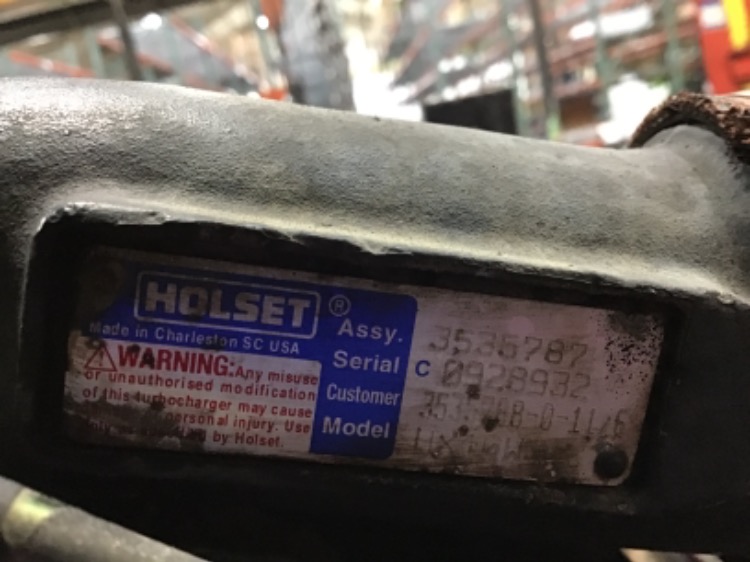 HOLSET ®
Made in Charleston SC USA
WARNING: Any misuse
or unauthorised modification
of this turbocharger may cause
personal injury. Use
by Holset.
Assy. 3535787
Serial C 0928932
Customer
Model